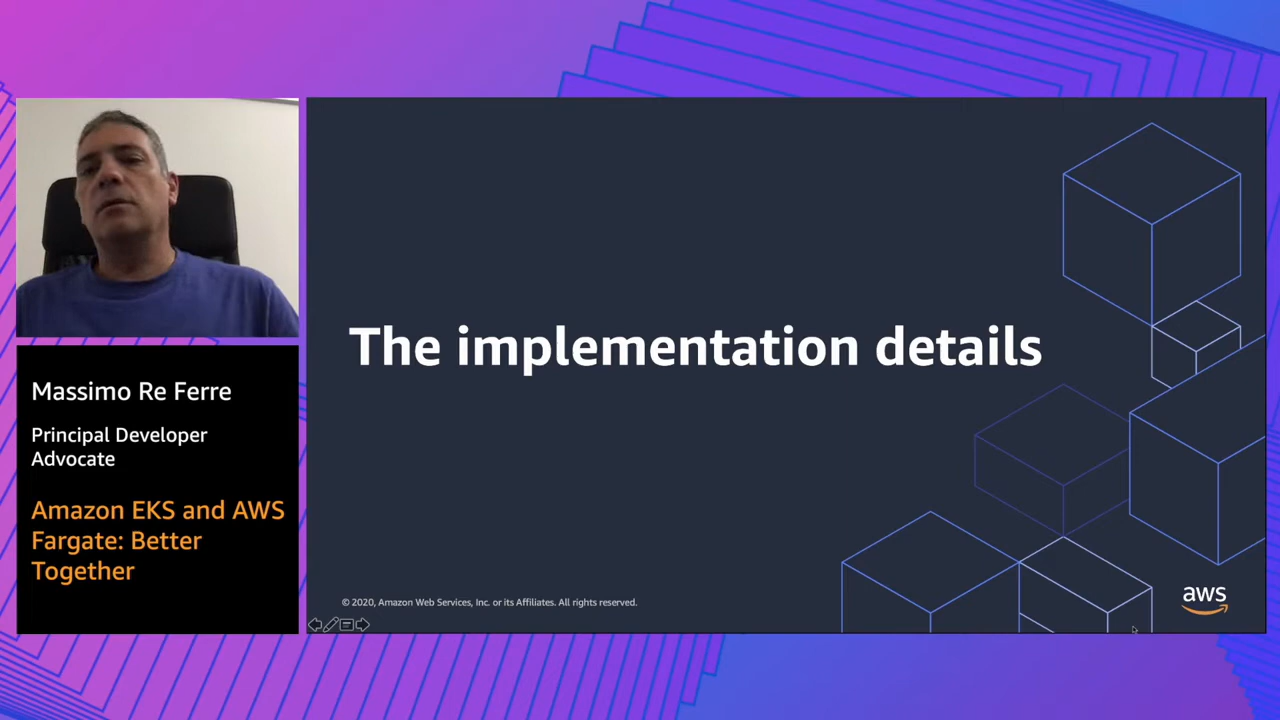 Massimo Re Ferre
Principal Developer
Advocate
Amazon EKS and AWS
Fargate: Better
Together
The implementation details
© 2020, Amazon Web Services, Inc. or its Affiliates. All rights reserved.
aws